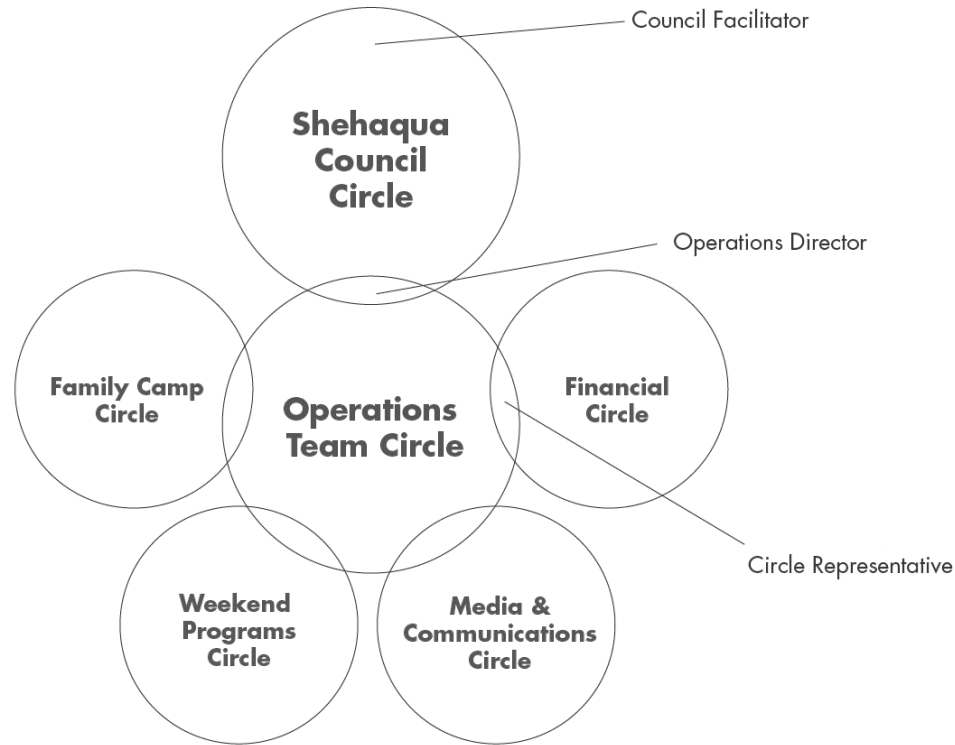 Council Facilitator
Shehaqua
Council
Circle
Operations Director
Family Camp
Circle
Operations
Team Circle
Financial
Circle
Circle Representative
Weekend
Programs
Circle
Media &
Communications
Circle